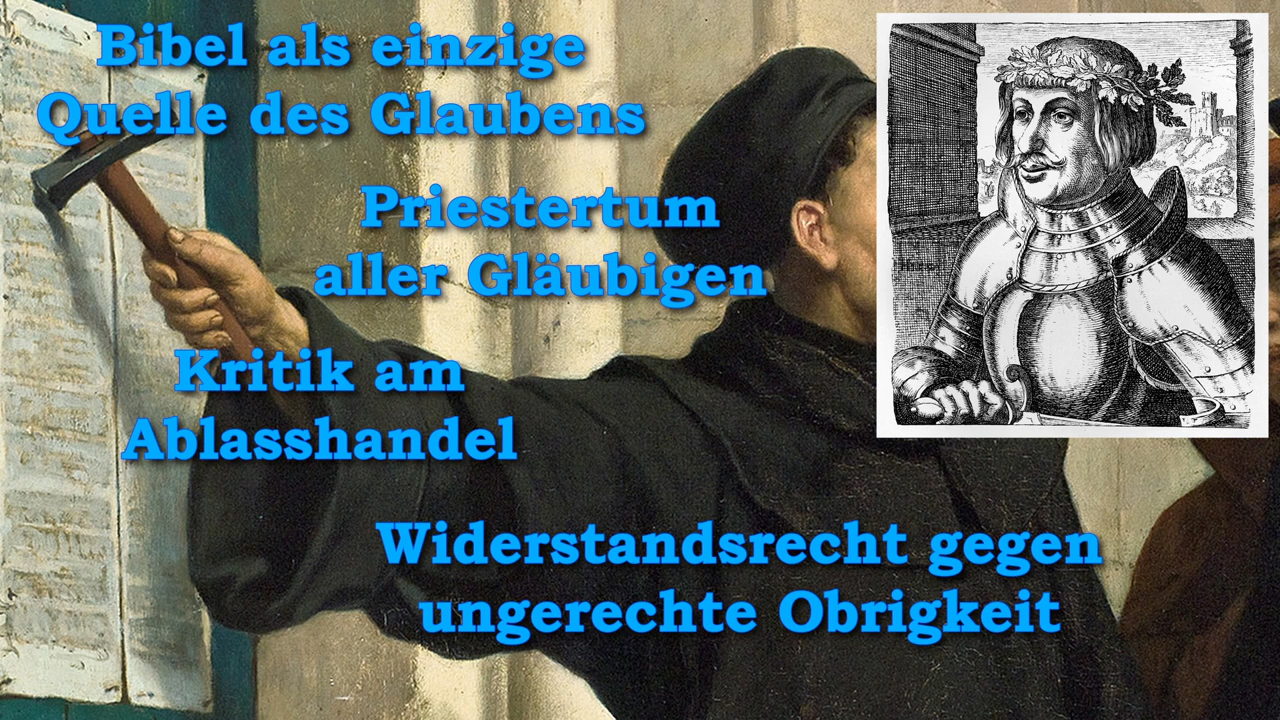 Bibel als einzige
Quelle des Glaubens
Priestertum
aller Gläubigen
Kritik am
Ablasshandel
Widerstandsrecht gegen
ungerechte Obrigkeit